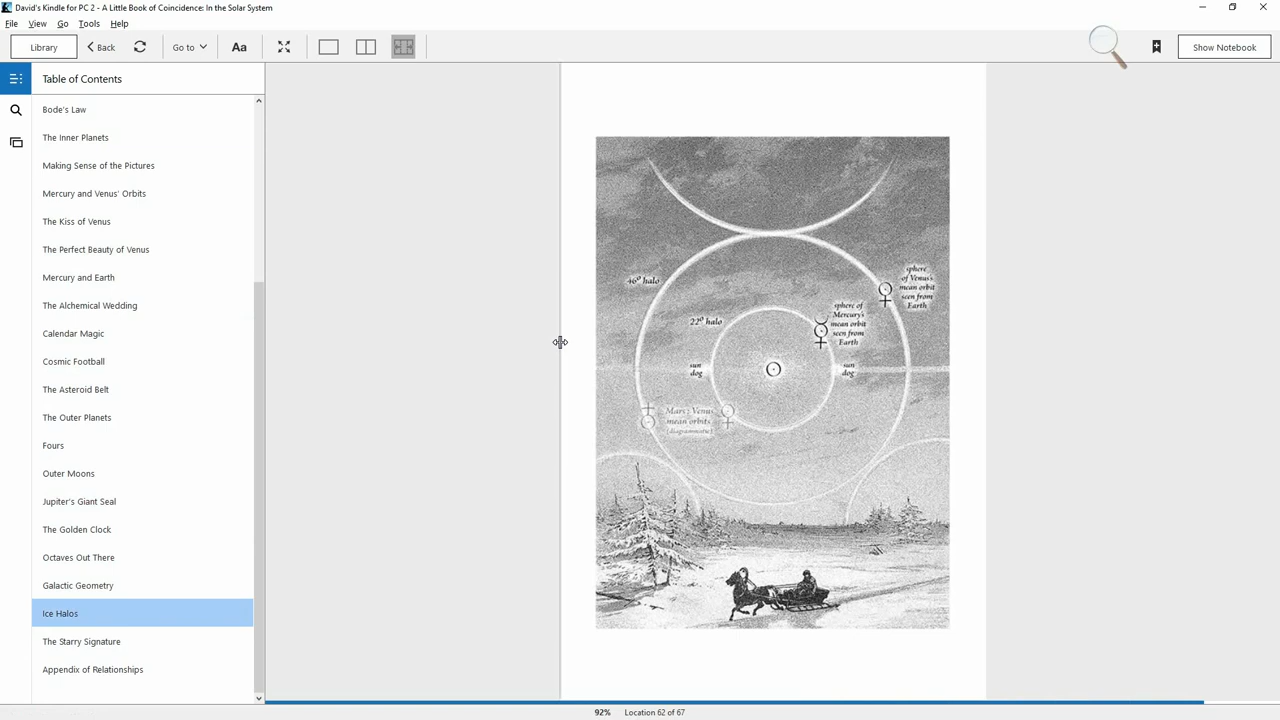 David's Kindle for PC 2 - A Little Book of Coincidence: In the Solar System
File View Go Tools Help
Library
Back
Go to
Aa
Show Notebook
Table of Contents
Bode's Law
The Inner Planets
Making Sense of the Pictures
Mercury and Venus' Orbits
The Kiss of Venus
The Perfect Beauty of Venus
Mercury and Earth
The Alchemical Wedding
Calendar Magic
Cosmic Football
The Asteroid Belt
The Outer Planets
Fours
Outer Moons
Jupiter's Giant Seal
The Golden Clock
Octaves Out There
Galactic Geometry
Ice Halos
The Starry Signature
Appendix of Relationships
46º halo
sphere
of Venus's
mean orbit
seen from
Earth
22º halo
sphere of
Mercury's
mean orbit
seen from
Earth
sun
dog
sun
dog
Mars : Venus
mean orbits
(diagrammatic)
92% Location 62 of 67